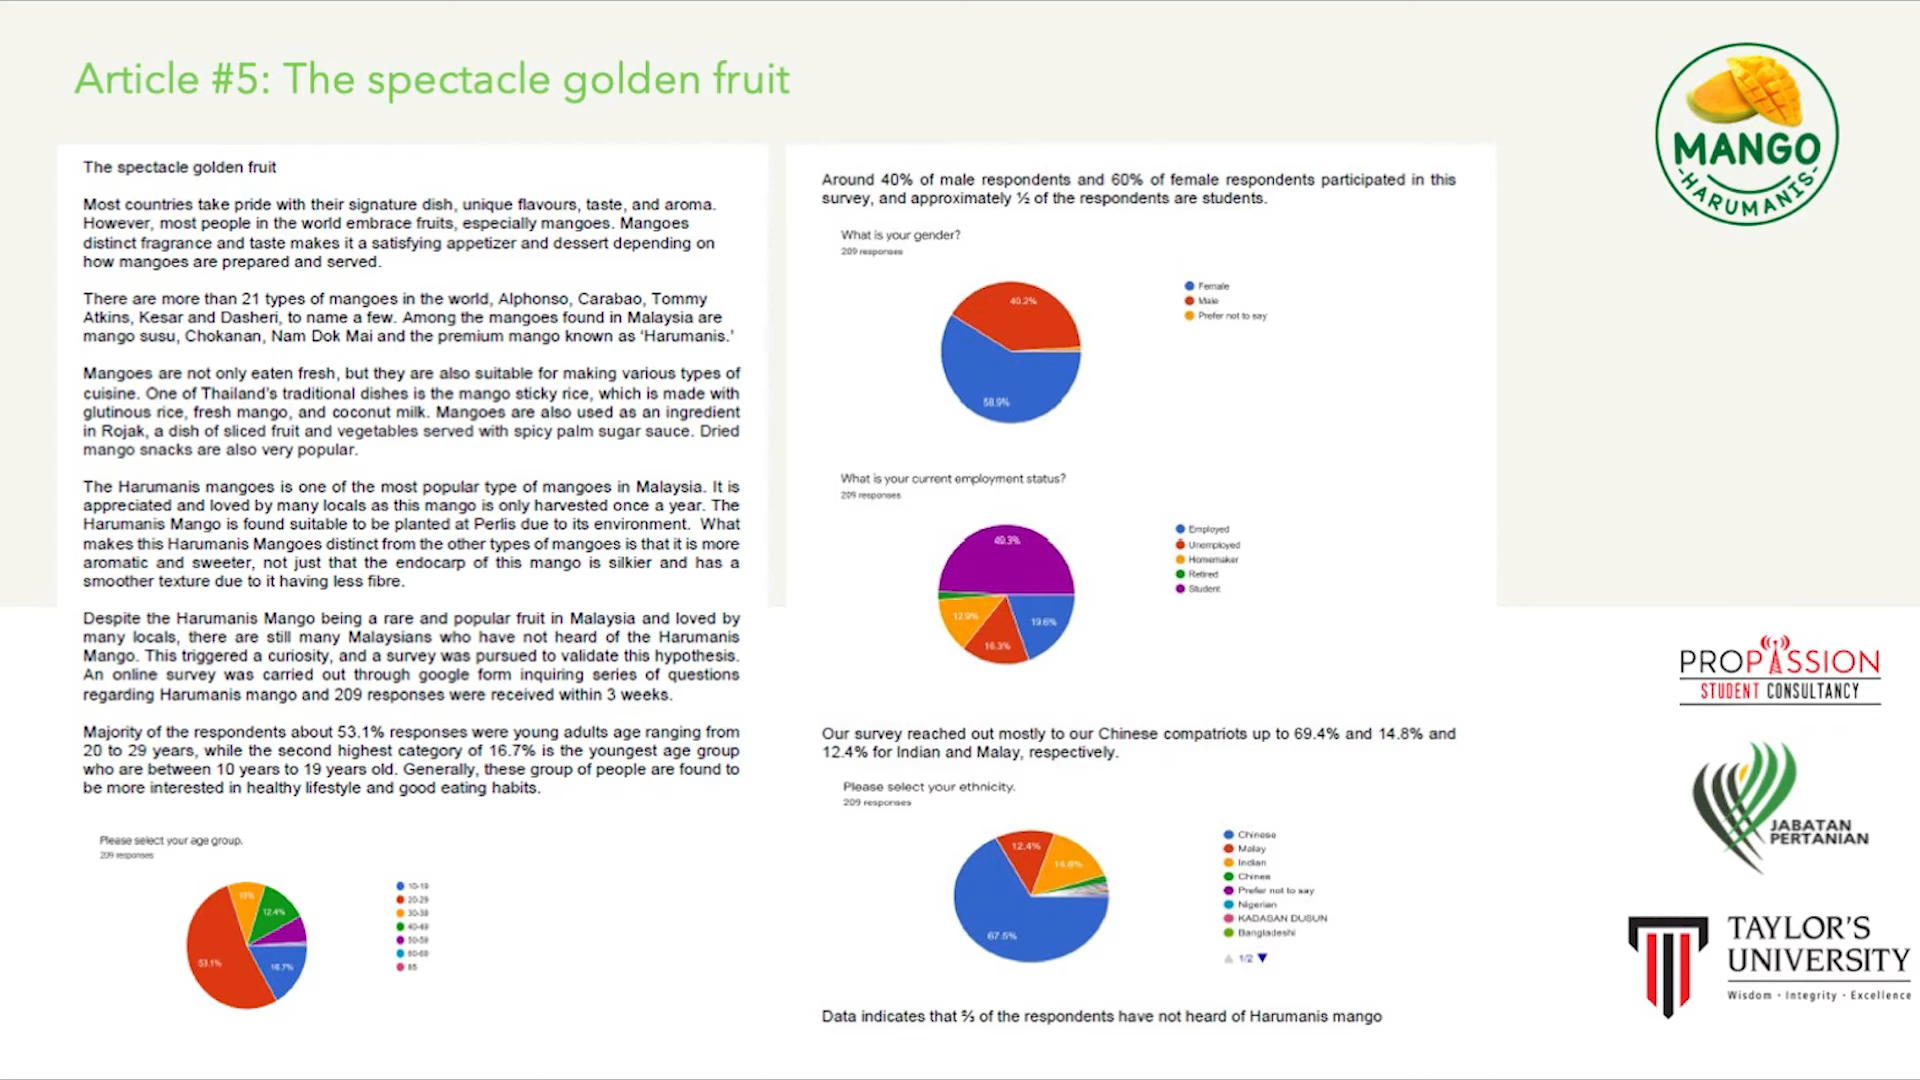 Article #5: The spectacle golden fruit
The spectacle golden fruit
Most countries take pride with their signature dish, unique flavours, taste, and aroma.
However, most people in the world embrace fruits, especially mangoes. Mangoes
distinct fragrance and taste makes it a satisfying appetizer and dessert depending on
how mangoes are prepared and served.
There are more than 21 types of mangoes in the world, Alphonso, Carabao, Tommy
Atkins, Kesar and Dasheri, to name a few. Among the mangoes found in Malaysia are
mango susu, Chokanan, Nam Dok Mai and the premium mango known as ‘Harumanis.’
Mangoes are not only eaten fresh, but they are also suitable for making various types of
cuisine. One of Thailand’s traditional dishes is the mango sticky rice, which is made with
glutinous rice, fresh mango, and coconut milk. Mangoes are also used as an ingredient
in Rojak, a dish of sliced fruit and vegetables served with spicy palm sugar sauce. Dried
mango snacks are also very popular.
The Harumanis mangoes is one of the most popular type of mangoes in Malaysia. It is
appreciated and loved by many locals as this mango is only harvested once a year. The
Harumanis Mango is found suitable to be planted at Perlis due to its environment. What
makes this Harumanis Mangoes distinct from the other types of mangoes is that it is more
aromatic and sweeter, not just that the endocarp of this mango is silkier and has a
smoother texture due to it having less fibre.
Despite the Harumanis Mango being a rare and popular fruit in Malaysia and loved by
many locals, there are still many Malaysians who have not heard of the Harumanis
Mango. This triggered a curiosity, and a survey was pursued to validate this hypothesis.
An online survey was carried out through google form inquiring series of questions
regarding Harumanis mango and 209 responses were received within 3 weeks.
Majority of the respondents about 53.1% responses were young adults age ranging from
20 to 29 years, while the second highest category of 16.7% is the youngest age group
who are between 10 years to 19 years old. Generally, these group of people are found to
be more interested in healthy lifestyle and good eating habits.
Please select your age group.
209 responses
10%
12.4%
53.1%
16.7%
10-19
20-29
40-49
50-59
60-69
Around 40% of male respondents and 60% of female respondents participated in this
survey, and approximately ½ of the respondents are students.
What is your gender?
209 responses
40.2%
58.9%
Female
Male
Prefer not to say
What is your current employment status?
209 responses
49.3%
12.9%
19.6%
16.3%
Employed
Unemployed
Homemaker
Retired
Student
Our survey reached out mostly to our Chinese compatriots up to 69.4% and 14.8% and
12.4% for Indian and Malay, respectively.
Please select your ethnicity.
209 responses
12.4%
14.8%
67.5%
Chinese
Malay
Indian
Chinea
Prefer not to say
Nigerian
KADASAN DUSUN
Bangladeshi
1/2
Data indicates that ⅔ of the respondents have not heard of Harumanis mango
MANGO
HARUMANIS
PROPASSION
STUDENT CONSULTANCY
JABATAN
PERTANIAN
TAYLOR'S
UNIVERSITY
Wisdom · Integrity · Excellence